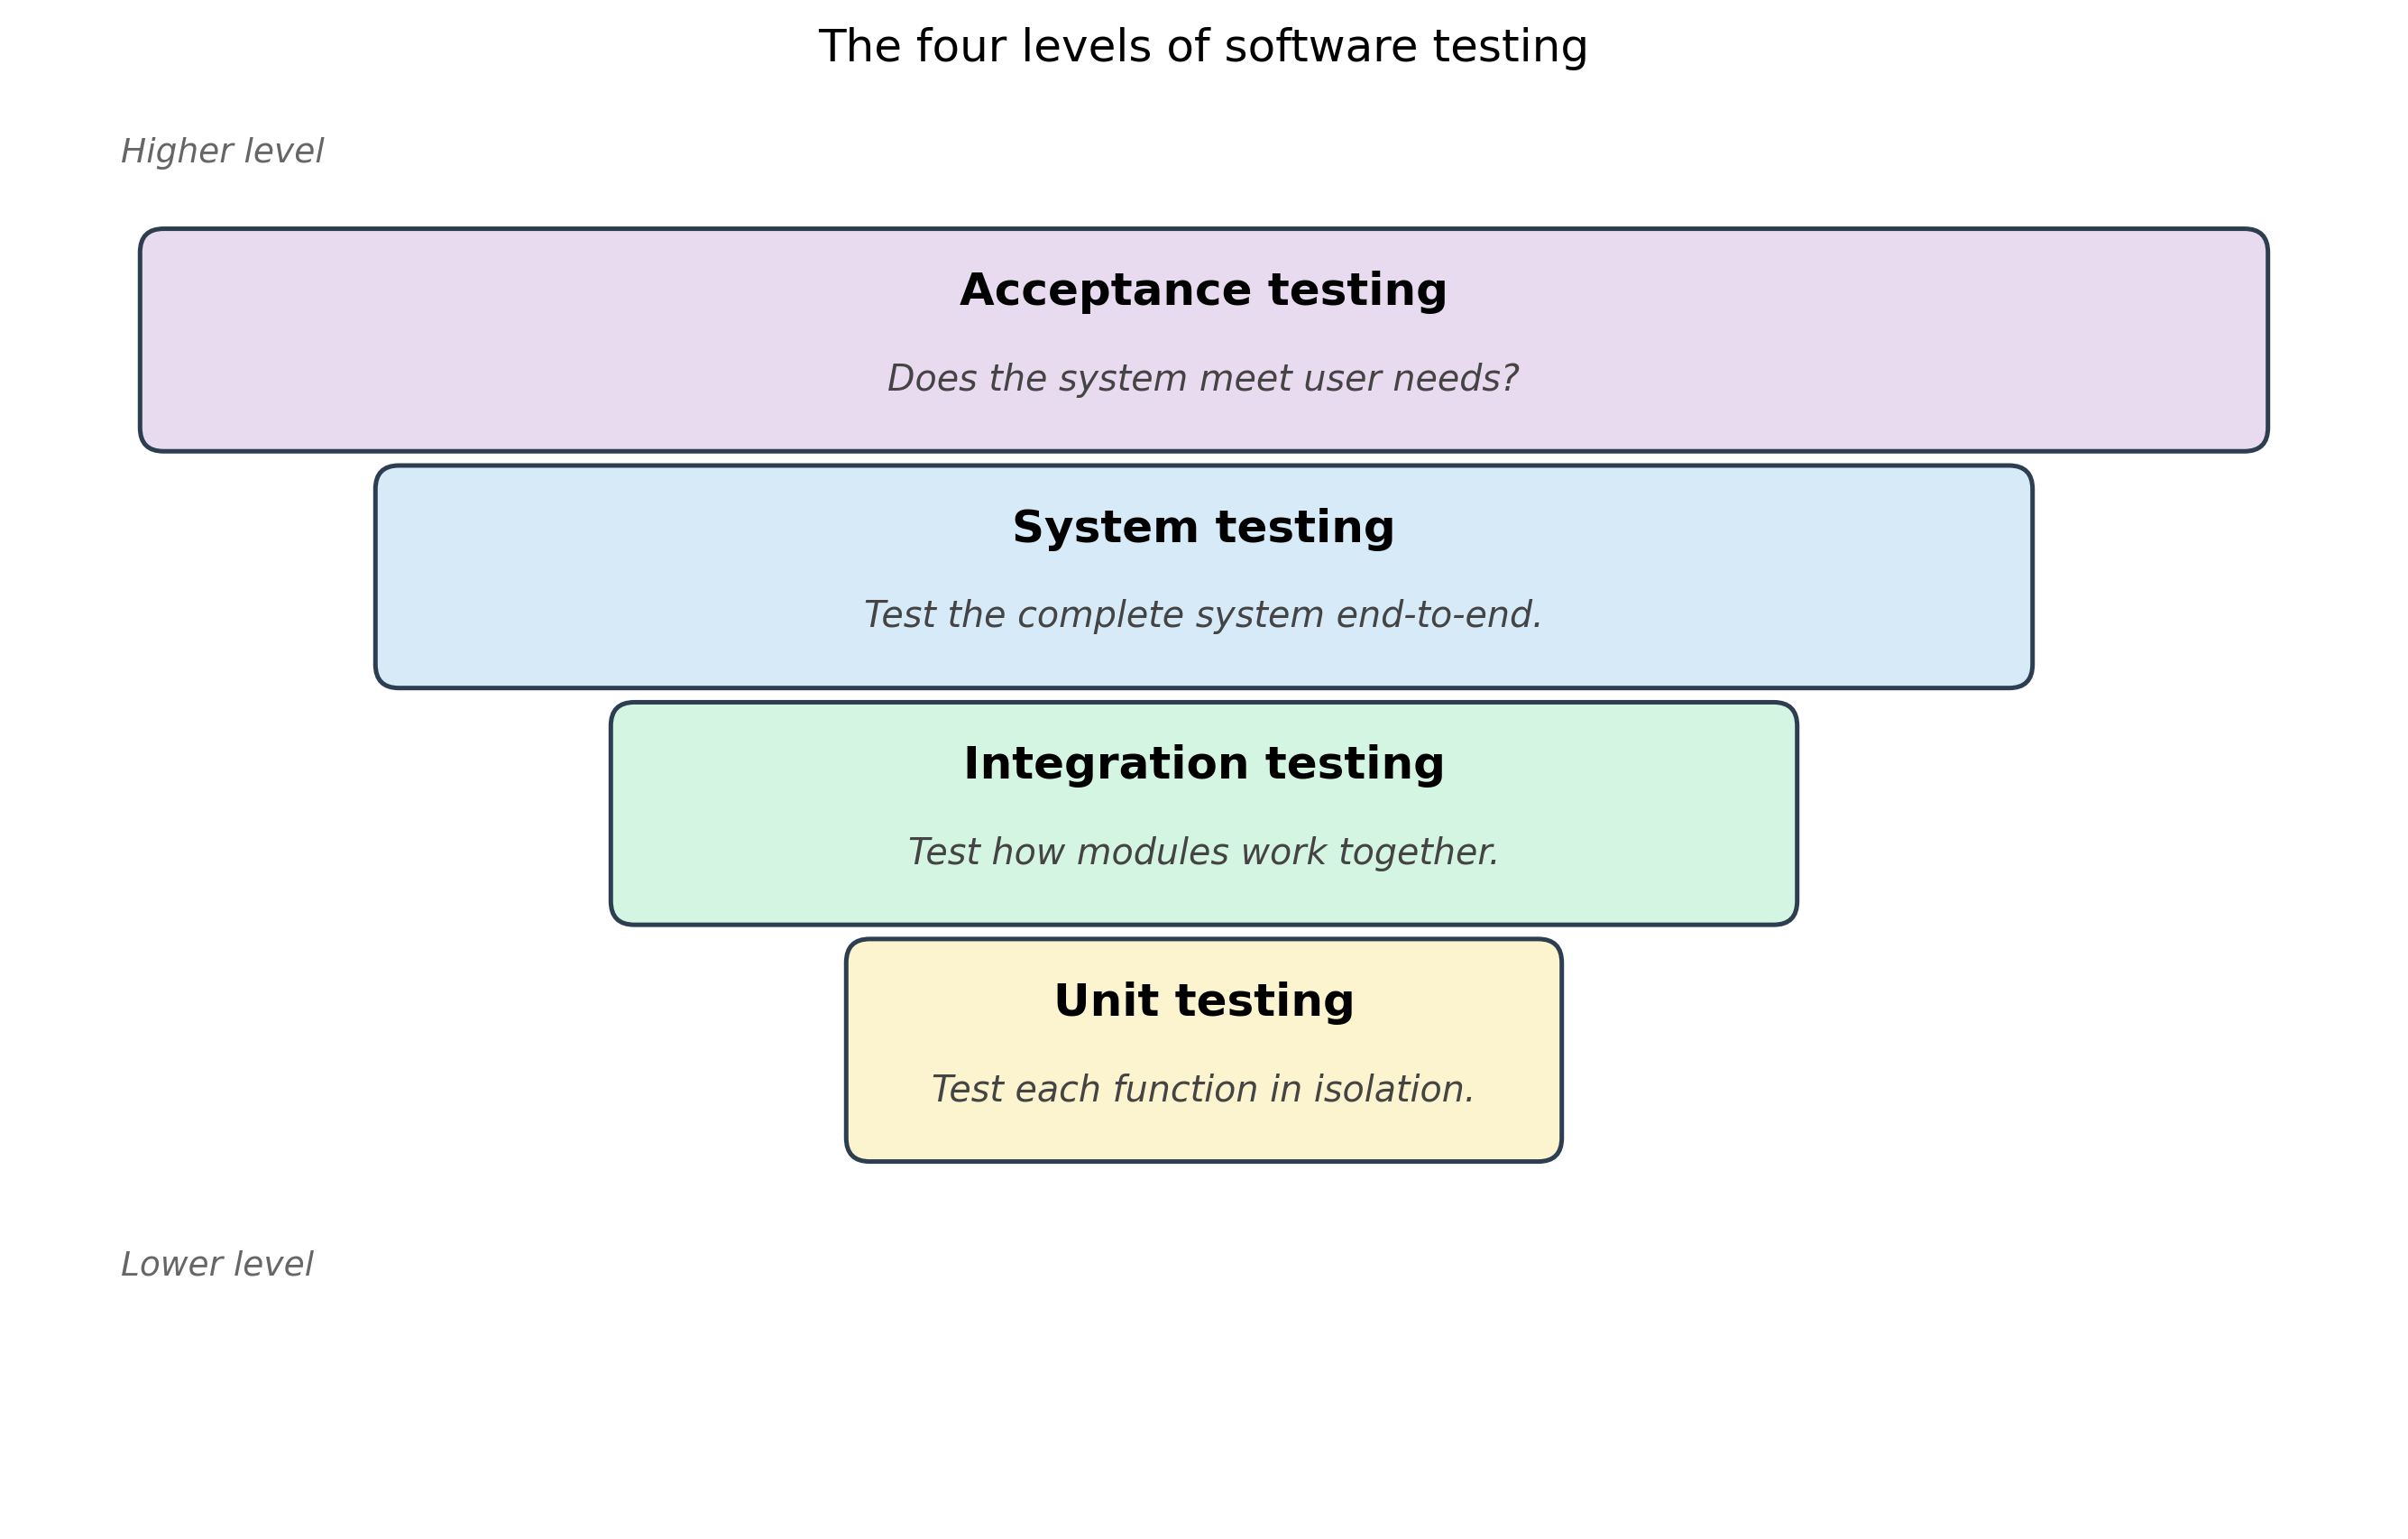 The four levels of software testing
Higher level
Acceptance testing
Does the system meet user needs?
System testing
Test the complete system end-to-end.
Integration testing
Test how modules work together.
Unit testing
Test each function in isolation.
Lower level